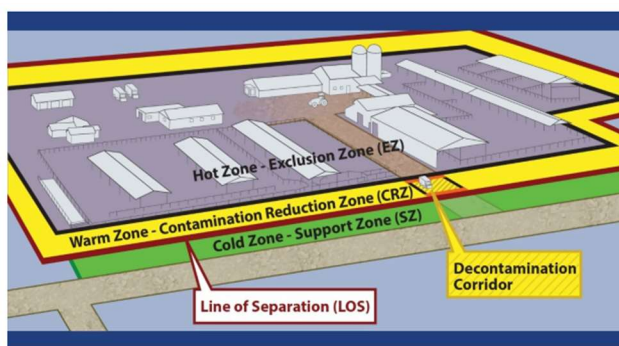 Hot Zone - Exclusion Zone (EZ)
Warm Zone - Contamination Reduction Zone (CRZ)
Cold Zone - Support Zone (SZ)
Decontamination
Corridor
Line of Separation (LOS)